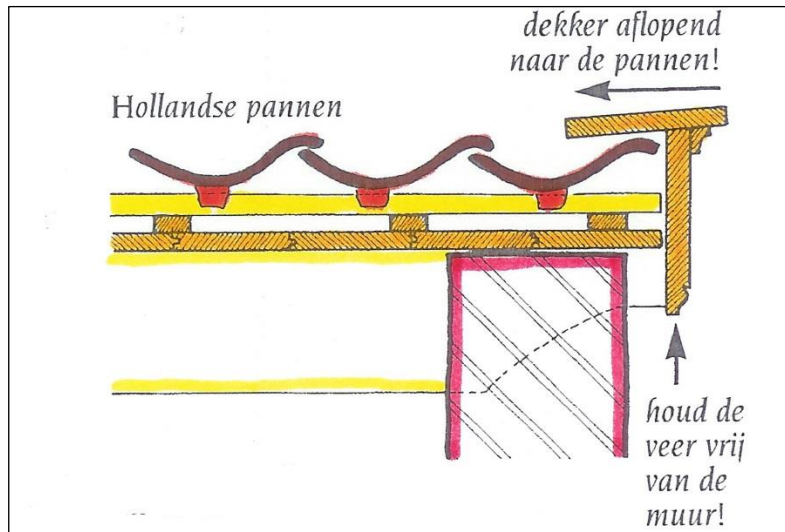 dekker aflopend
naar de pannen!
Hollandse pannen
houd de
veer vrij
van de
muur!